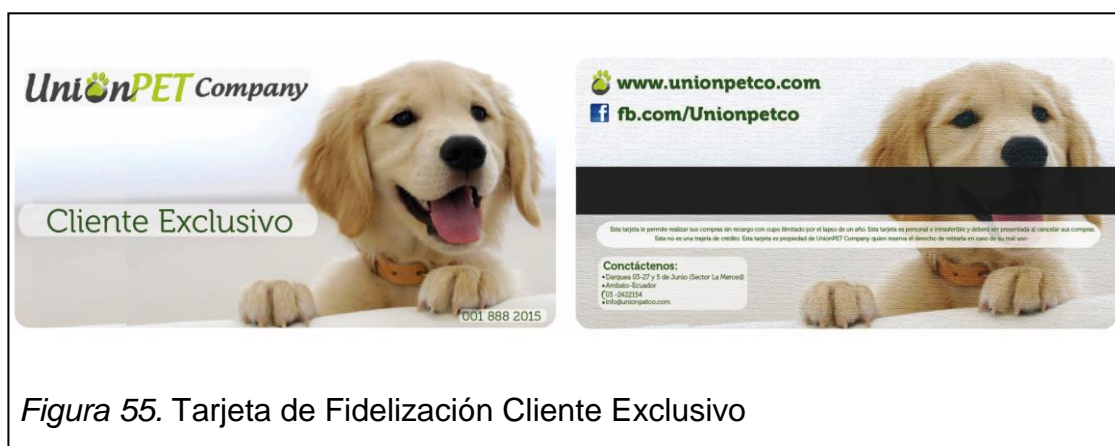 UniónPET Company
Cliente Exclusivo
001 888 2015
www.unionpetco.com
fb.com/Unionpetco
Esta tarjeta le permite realizar sus compras sin recargo con cupo ilimitado por el lapso de un año. Esta tarjeta es personal e intrasferible y deberá ser presentada al cancelar sus compras.
Esta no es una trajeta de crédito. Esta tarjeta es propiedad de UnionPET Company quien reserva el derecho de retirarla en caso de su mal uso-
Conctáctenos:
•Darquea 03-27 y 5 de Junio (Sector La Merced)
•Ambato -Ecuador
03 -2422154
•info@unionpetco.com
Figura 55. Tarjeta de Fidelización Cliente Exclusivo